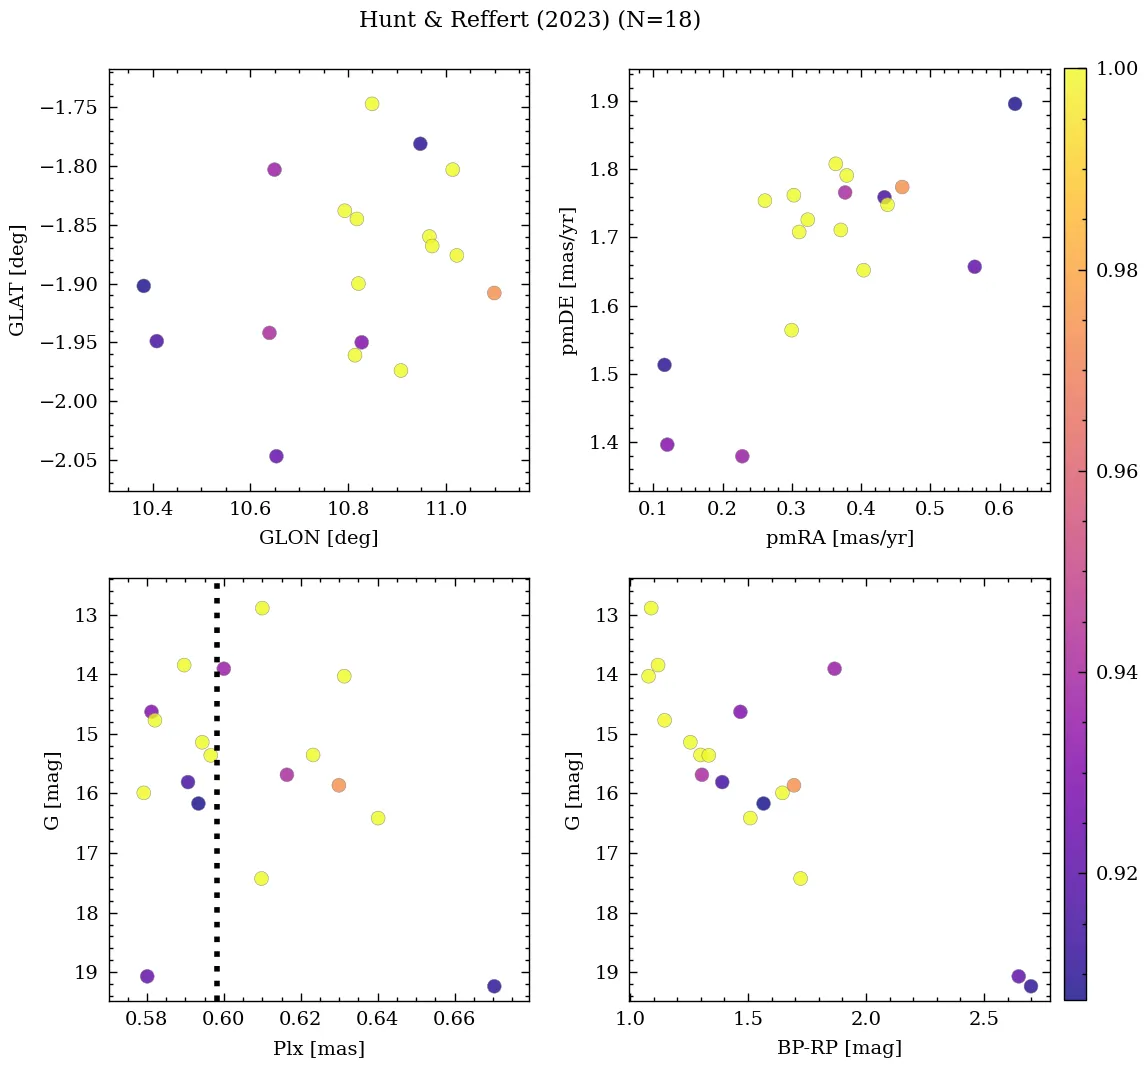 Hunt & Reffert (2023) (N=18)
−1.75
−1.80
−1.85
−1.90
−1.95
−2.00
−2.05
GLAT [deg]
10.4 10.6 10.8 11.0
GLON [deg]
1.9
1.8
1.7
1.6
1.5
1.4
pmDE [mas/yr]
0.1 0.2 0.3 0.4 0.5 0.6
pmRA [mas/yr]
1.00
0.98
0.96
0.94
0.92
13
14
15
16
17
18
19
G [mag]
0.58 0.60 0.62 0.64 0.66
Plx [mas]
13
14
15
16
17
18
19
G [mag]
1.0 1.5 2.0 2.5
BP-RP [mag]